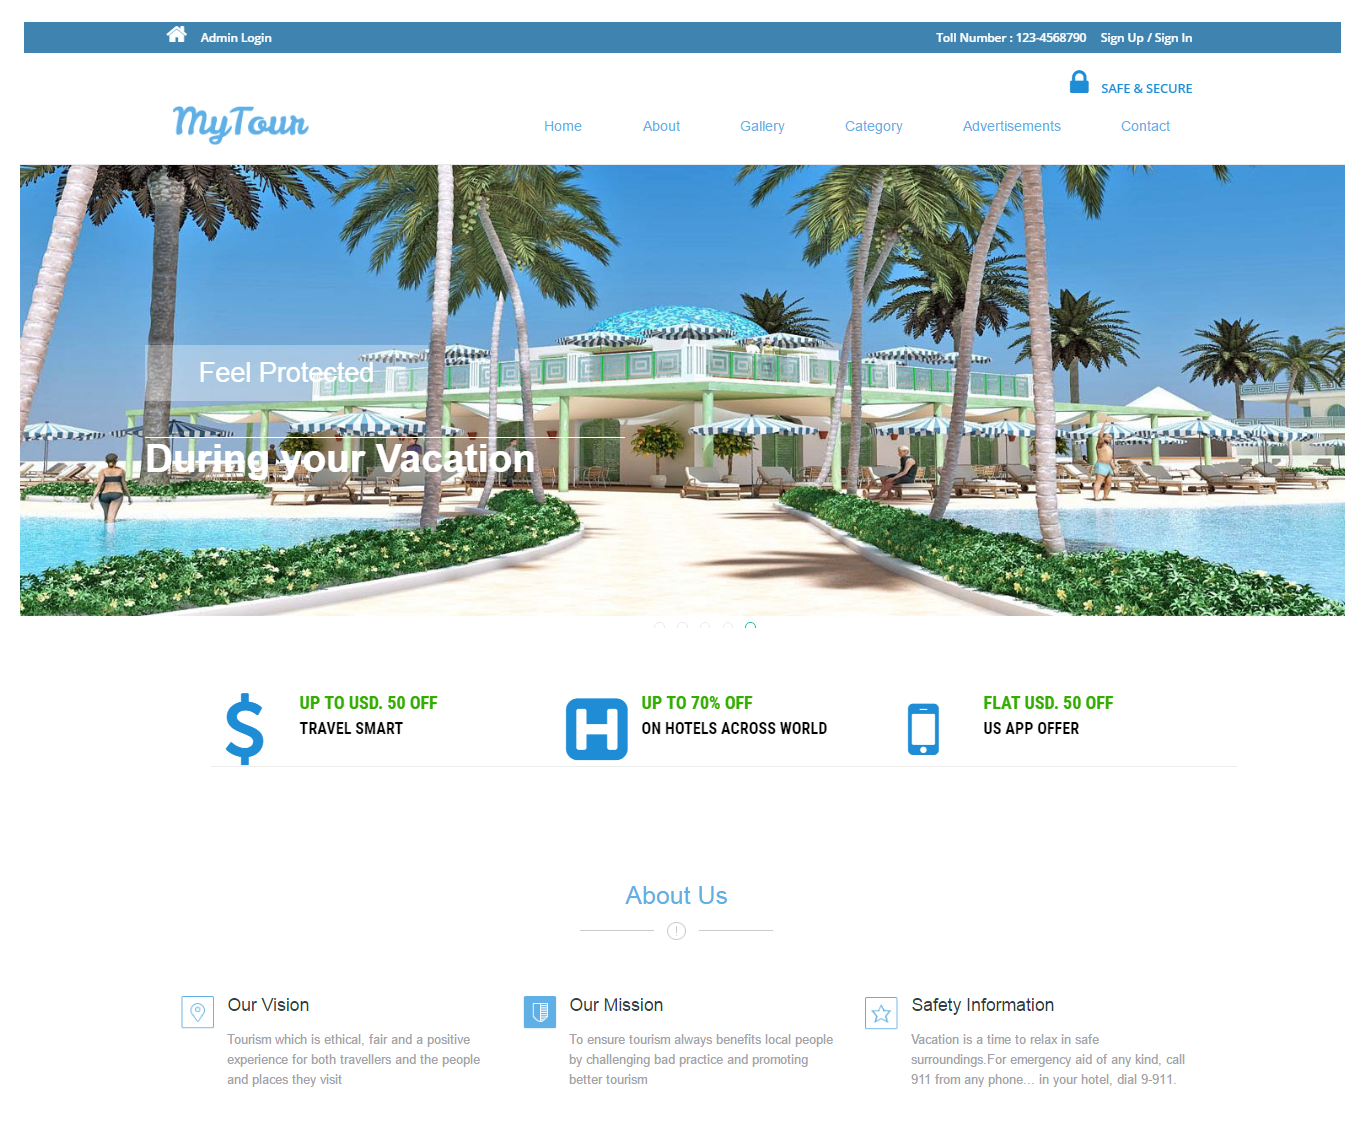 Admin Login
Toll Number : 123-4568790 Sign Up / Sign In
SAFE & SECURE
MyTour
Home About Gallery Category Advertisements Contact
Feel Protected
During your Vacation
UP TO USD. 50 OFF
TRAVEL SMART
H
UP TO 70% OFF
ON HOTELS ACROSS WORLD
FLAT USD. 50 OFF
US APP OFFER
About Us
!
Our Vision
Tourism which is ethical, fair and a positive
experience for both travellers and the people
and places they visit
Our Mission
To ensure tourism always benefits local people
by challenging bad practice and promoting
better tourism
Safety Information
Vacation is a time to relax in safe
surroundings.For emergency aid of any kind, call
911 from any phone... in your hotel, dial 9-911.